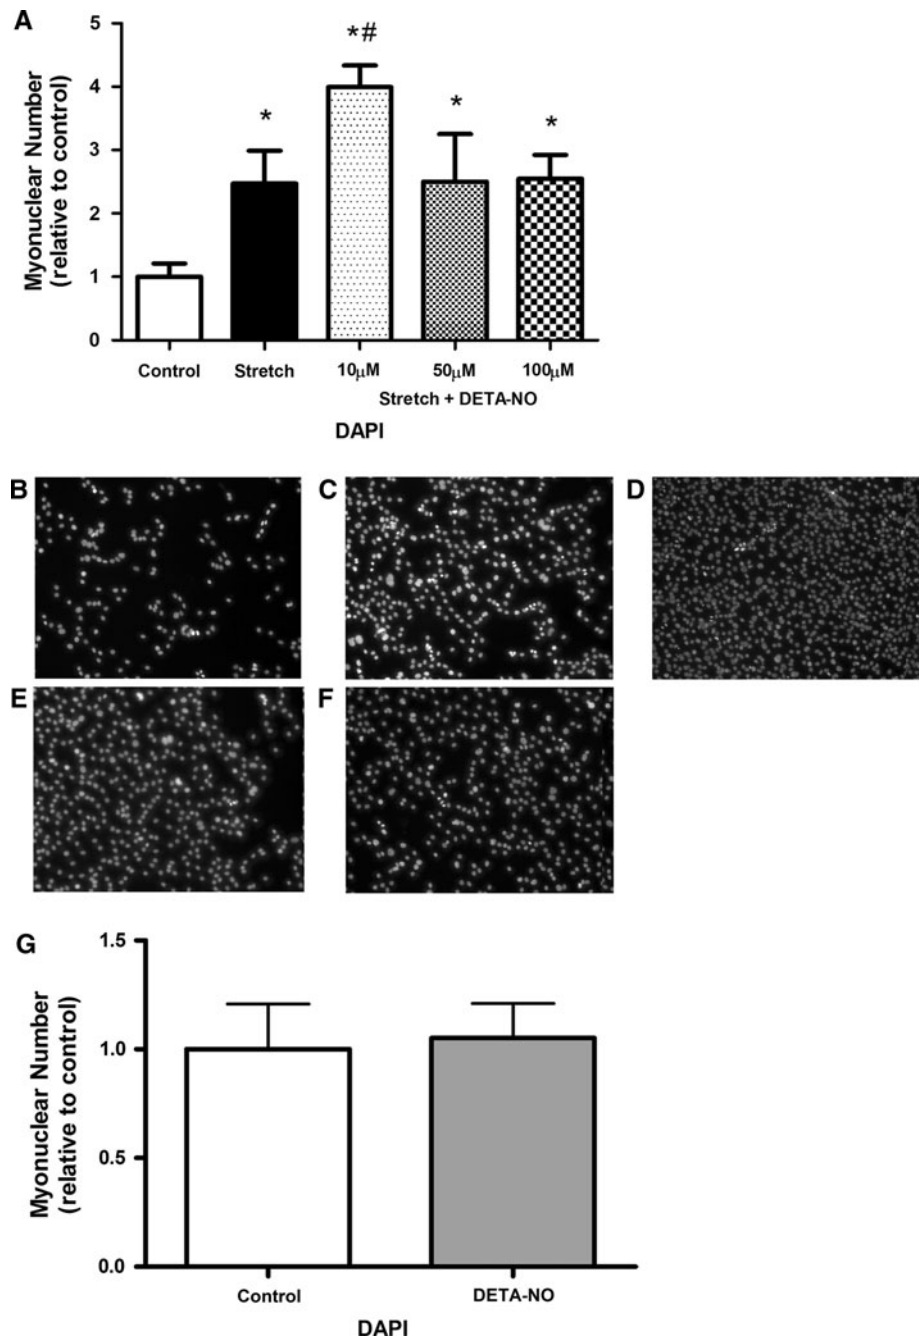 A
Myonuclear Number
(relative to control)
5
4
3
2
1
0
*
*#
*
*
Control Stretch 10μM 50μM 100μM
Stretch + DETA-NO
DAPI
B
C
D
E
F
G
Myonuclear Number
(relative to control)
1.5
1.0
0.5
0.0
Control DETA-NO
DAPI